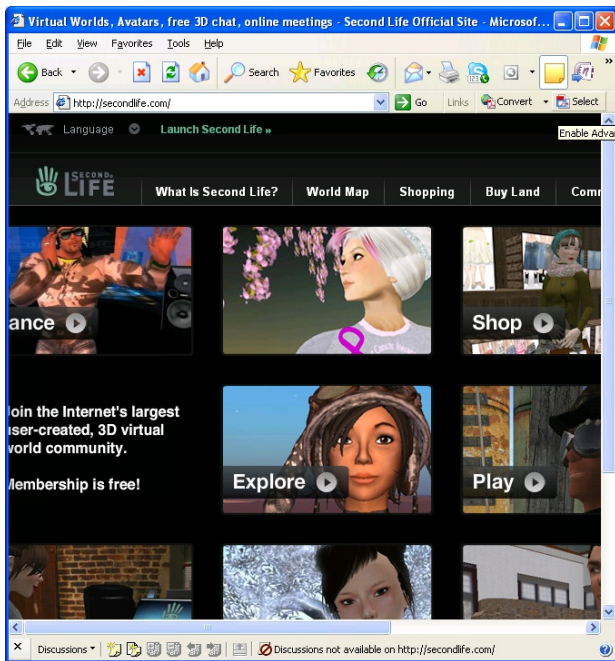 Virtual Worlds, Avatars, free 3D chat, online meetings - Second Life Official Site - Microsof...
File Edit View Favorites Tools Help
Back Search Favorites »
Address http://secondlife.com/ Go Links Convert Select
Language Launch Second Life » Enable Adva
SECOND LIFE What Is Second Life? World Map Shopping Buy Land Comm
ance Shop
Join the Internet's largest
user-created, 3D virtual
world community.
Membership is free!
Explore Play
× Discussions Discussions not available on http://secondlife.com/